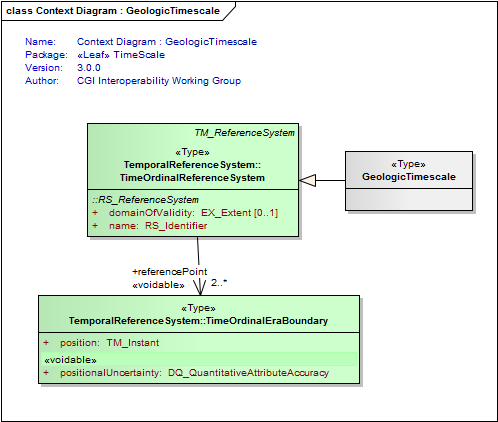 class Context Diagram : GeologicTimescale
Name: Context Diagram : GeologicTimescale
Package: «Leaf» TimeScale
Version: 3.0.0
Author: CGI Interoperability Working Group
TM_ReferenceSystem
«Type»
TemporalReferenceSystem::
TimeOrdinalReferenceSystem
::RS_ReferenceSystem
+ domainOfValidity: EX_Extent [0..1]
+ name: RS_Identifier
«Type»
GeologicTimescale
+referencePoint
«voidable» 2..*
«Type»
TemporalReferenceSystem::TimeOrdinalEraBoundary
+ position: TM_Instant
«voidable»
+ positionalUncertainty: DQ_QuantitativeAttributeAccuracy